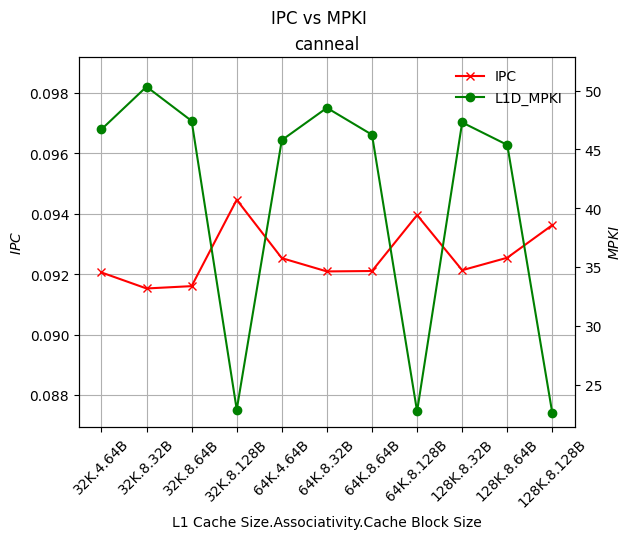 IPC vs MPKI
canneal
IPC
L1D_MPKI
0.098
0.096
0.094
0.092
0.090
0.088
IPC
50
45
40
35
30
25
MPKI
32K.4.64B
32K.8.32B
32K.8.64B
32K.8.128B
64K.4.64B
64K.8.32B
64K.8.64B
64K.8.128B
128K.8.32B
128K.8.64B
128K.8.128B
L1 Cache Size.Associativity.Cache Block Size